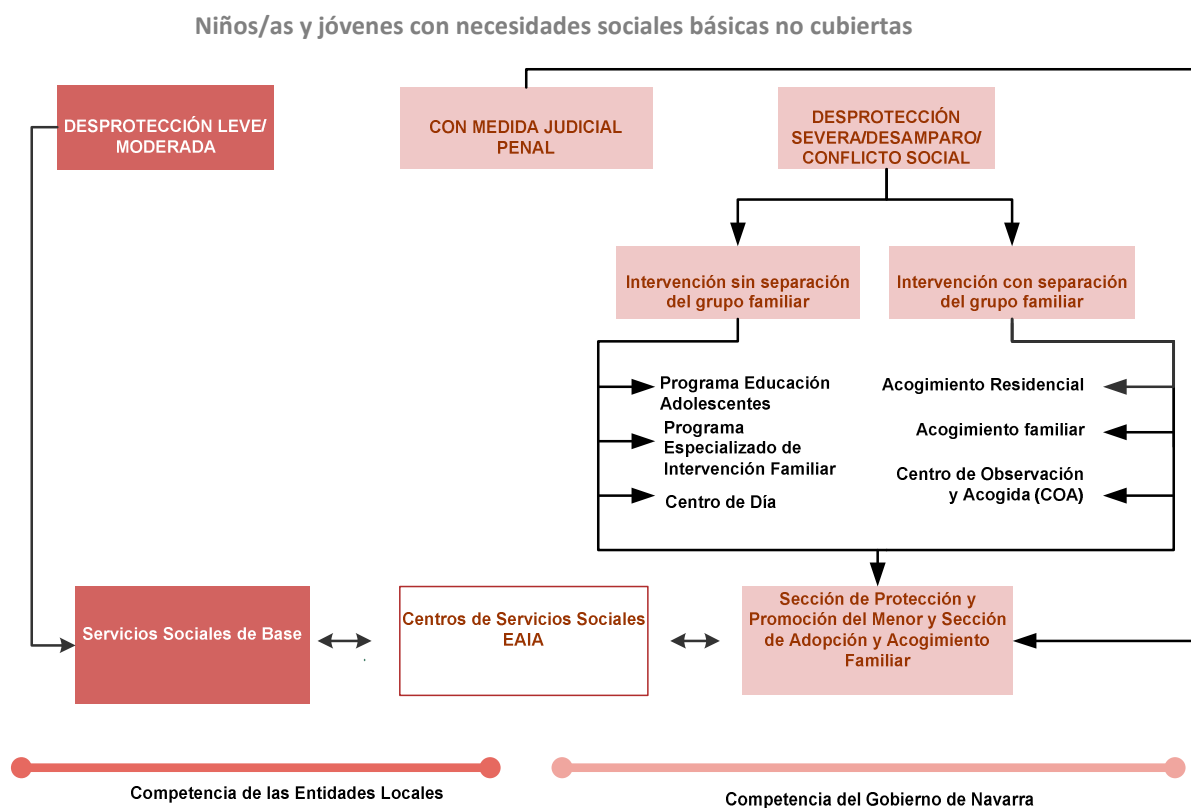 Niños/as y jóvenes con necesidades sociales básicas no cubiertas
DESPROTECCIÓN LEVE/
MODERADA
CON MEDIDA JUDICIAL
PENAL
DESPROTECCIÓN
SEVERA/DESAMPARO/
CONFLICTO SOCIAL
Intervención sin separación
del grupo familiar
Intervención con separación
del grupo familiar
Programa Educación
Adolescentes
Programa
Especializado de
Intervención Familiar
Centro de Día
Acogimiento Residencial
Acogimiento familiar
Centro de Observación
y Acogida (COA)
Servicios Sociales de Base
Centros de Servicios Sociales
EAIA
Sección de Protección y
Promoción del Menor y Sección
de Adopción y Acogimiento
Familiar
Competencia de las Entidades Locales
Competencia del Gobierno de Navarra